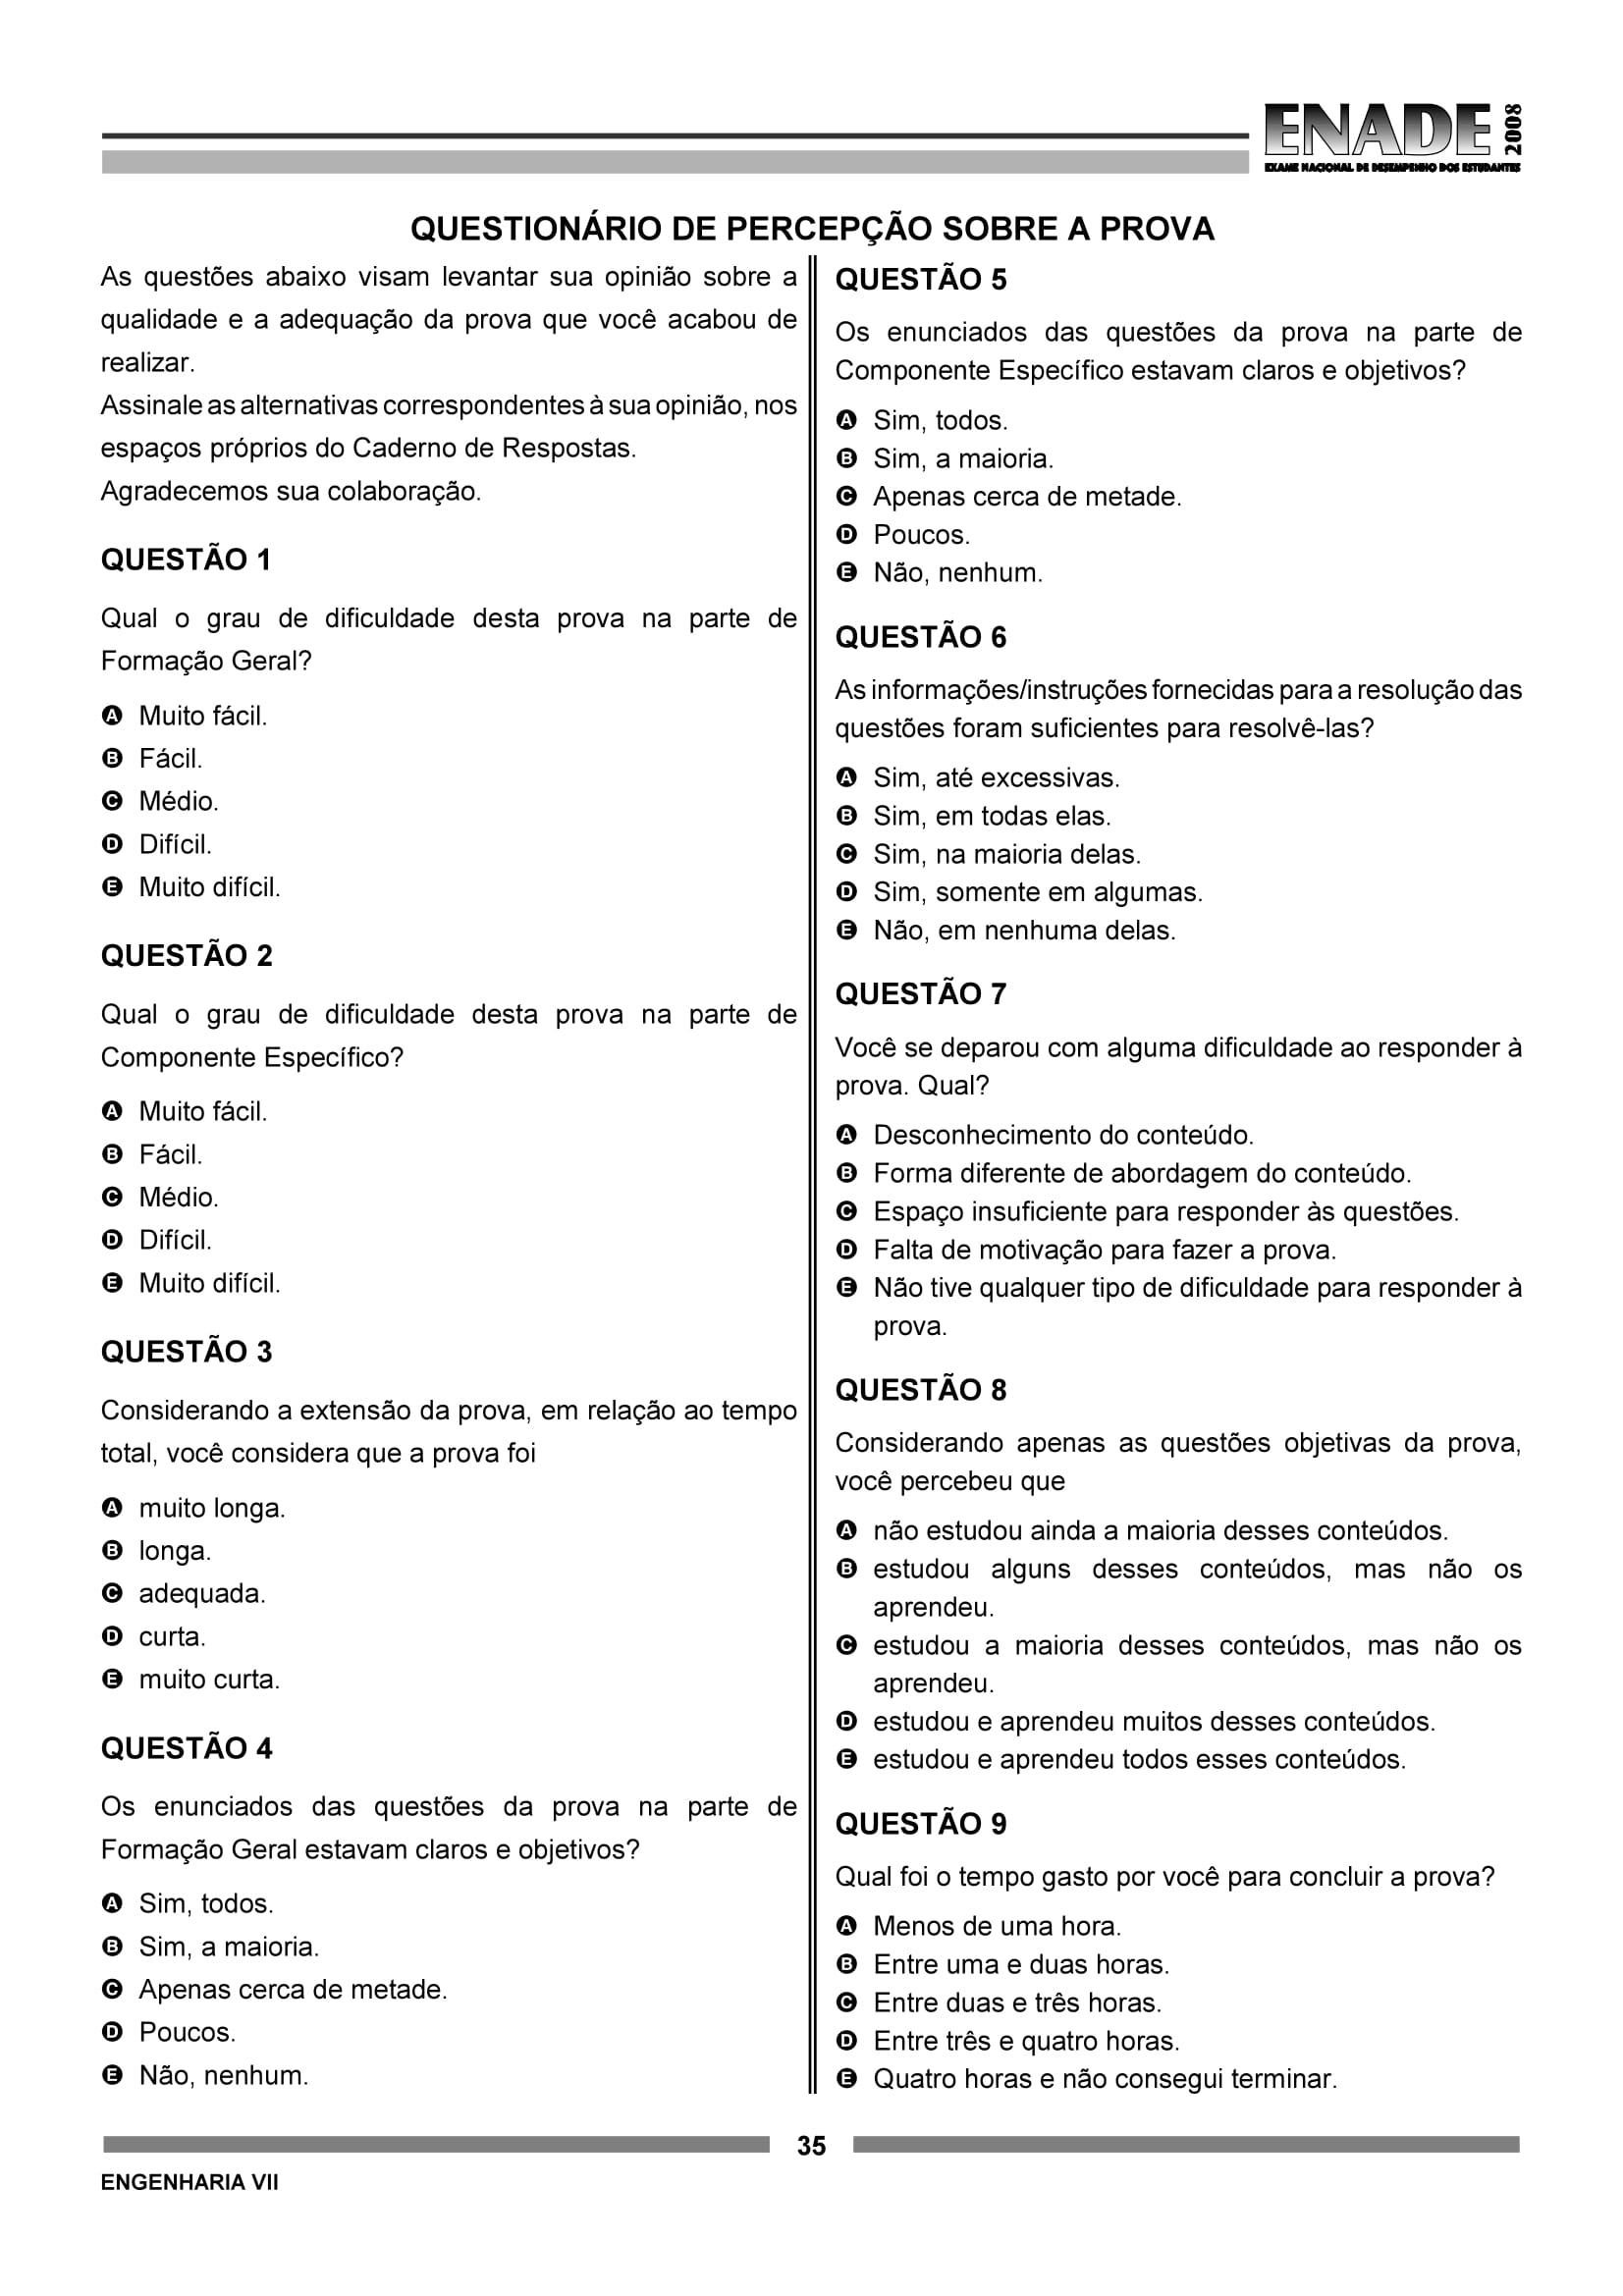 ENADE
2008
EXAME NACIONAL DE DESEMPENHO DOS ESTUDANTES
QUESTIONÁRIO DE PERCEPÇÃO SOBRE A PROVA
As questões abaixo visam levantar sua opinião sobre a
qualidade e a adequação da prova que você acabou de
realizar.
Assinale as alternativas correspondentes à sua opinião, nos
espaços próprios do Caderno de Respostas.
Agradecemos sua colaboração.
QUESTÃO 1
Qual o grau de dificuldade desta prova na parte de
Formação Geral?
A Muito fácil.
B Fácil.
C Médio.
D Difícil.
E Muito difícil.
QUESTÃO 2
Qual o grau de dificuldade desta prova na parte de
Componente Específico?
A Muito fácil.
B Fácil.
C Médio.
D Difícil.
E Muito difícil.
QUESTÃO 3
Considerando a extensão da prova, em relação ao tempo
total, você considera que a prova foi
A muito longa.
B longa.
C adequada.
D curta.
E muito curta.
QUESTÃO 4
Os enunciados das questões da prova na parte de
Formação Geral estavam claros e objetivos?
A Sim, todos.
B Sim, a maioria.
C Apenas cerca de metade.
D Poucos.
E Não, nenhum.
QUESTÃO 5
Os enunciados das questões da prova na parte de
Componente Específico estavam claros e objetivos?
A Sim, todos.
B Sim, a maioria.
C Apenas cerca de metade.
D Poucos.
E Não, nenhum.
QUESTÃO 6
As informações/instruções fornecidas para a resolução das
questões foram suficientes para resolvê-las?
A Sim, até excessivas.
B Sim, em todas elas.
C Sim, na maioria delas.
D Sim, somente em algumas.
E Não, em nenhuma delas.
QUESTÃO 7
Você se deparou com alguma dificuldade ao responder à
prova. Qual?
A Desconhecimento do conteúdo.
B Forma diferente de abordagem do conteúdo.
C Espaço insuficiente para responder às questões.
D Falta de motivação para fazer a prova.
E Não tive qualquer tipo de dificuldade para responder à
prova.
QUESTÃO 8
Considerando apenas as questões objetivas da prova,
você percebeu que
A não estudou ainda a maioria desses conteúdos.
B estudou alguns desses conteúdos, mas não os
aprendeu.
C estudou a maioria desses conteúdos, mas não os
aprendeu.
D estudou e aprendeu muitos desses conteúdos.
E estudou e aprendeu todos esses conteúdos.
QUESTÃO 9
Qual foi o tempo gasto por você para concluir a prova?
A Menos de uma hora.
B Entre uma e duas horas.
C Entre duas e três horas.
D Entre três e quatro horas.
E Quatro horas e não consegui terminar.
35
ENGENHARIA VII